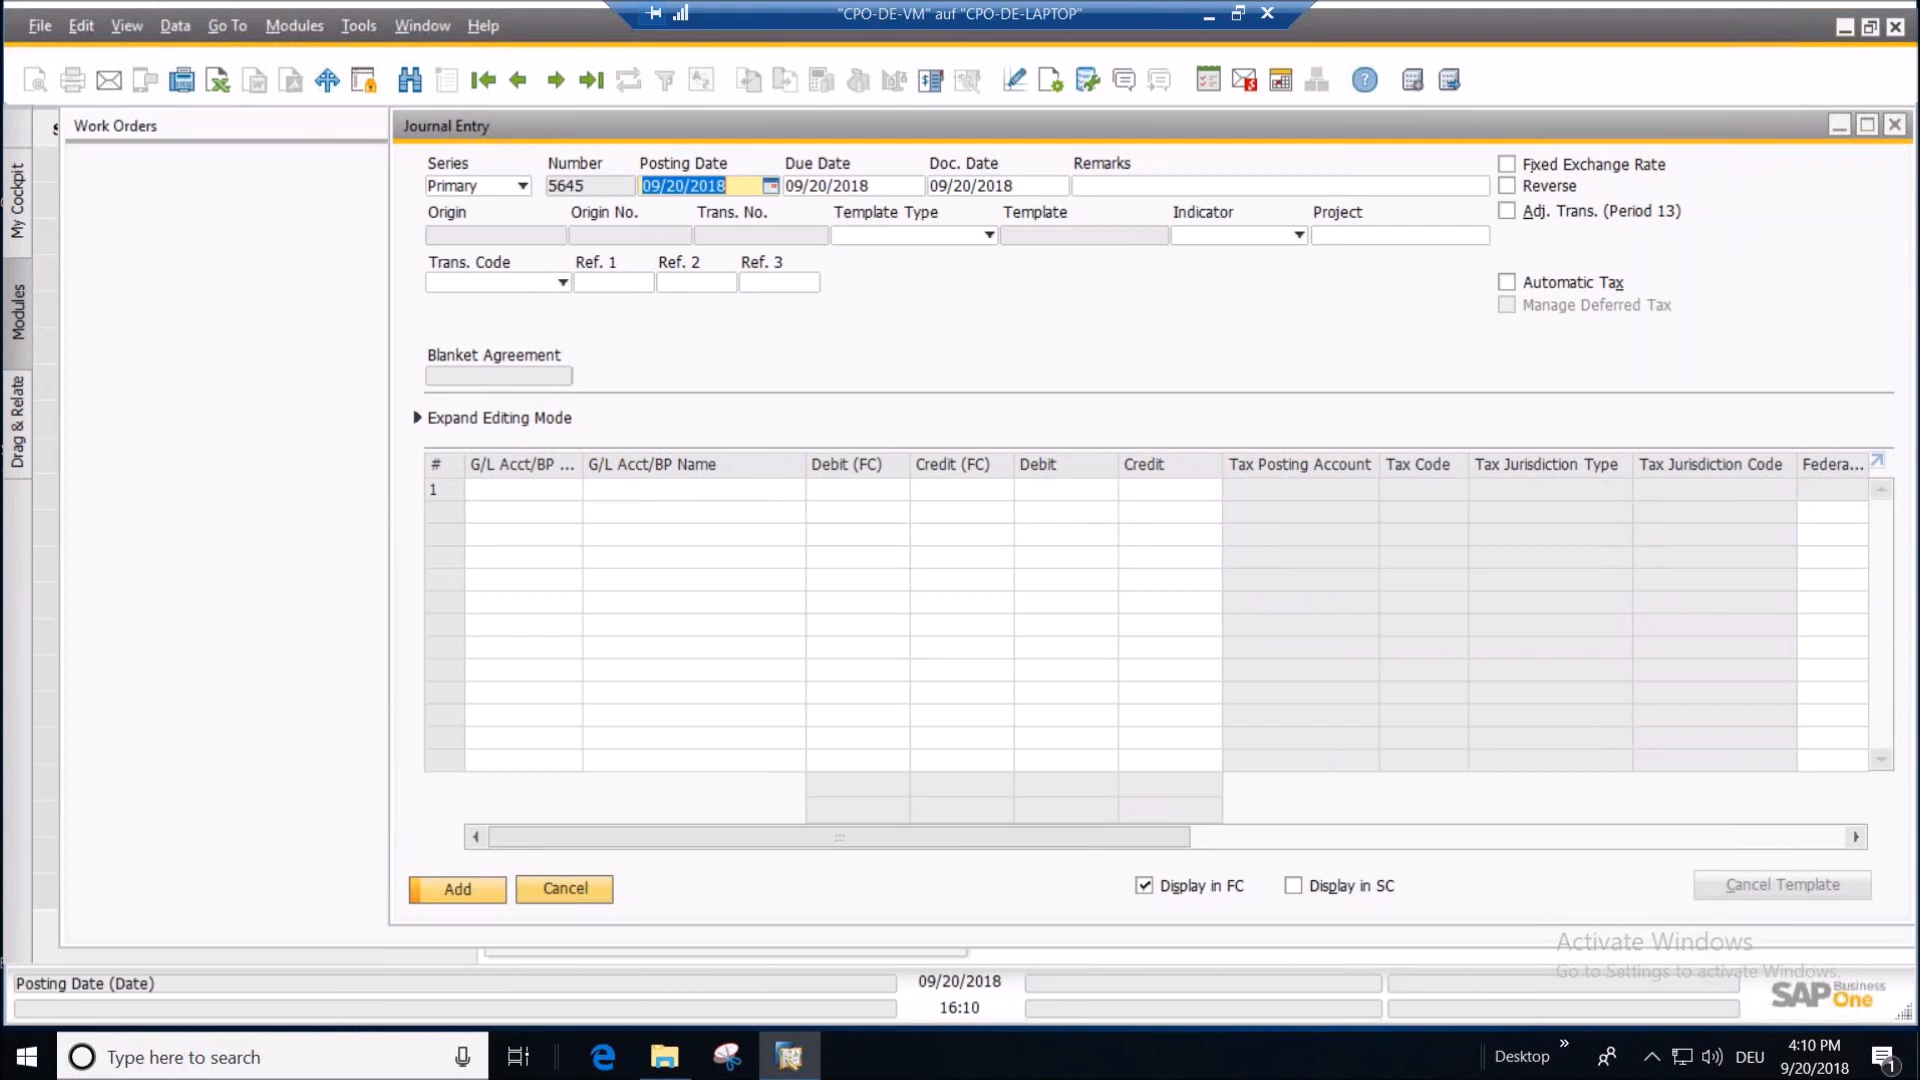 "CPO-DE-VM" auf "CPO-DE-LAPTOP"
File Edit View Data Go To Modules Tools Window Help
Work Orders
Journal Entry
My Cockpit
Modules
Drag & Relate
Series Number Posting Date Due Date Doc. Date Remarks
Primary 5645 09/20/2018 09/20/2018 09/20/2018
Fixed Exchange Rate
Reverse
Adj. Trans. (Period 13)
Origin Origin No. Trans. No. Template Type Template Indicator Project
Trans. Code Ref. 1 Ref. 2 Ref. 3
Automatic Tax
Manage Deferred Tax
Blanket Agreement
Expand Editing Mode
# G/L Acct/BP ... G/L Acct/BP Name Debit (FC) Credit (FC) Debit Credit Tax Posting Account Tax Code Tax Jurisdiction Type Tax Jurisdiction Code Federa...
1
Add Cancel Display in FC Display in SC Cancel Template
Activate Windows
Go to Settings to activate Windows.
Posting Date (Date) 09/20/2018
16:10
SAP Business One
Type here to search
Desktop » DEU 4:10 PM
9/20/2018
1